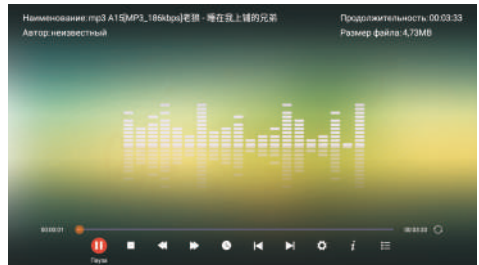 Наименование:mp3 A15[MP3_186kbps]老狼 - 睡在我上铺的兄弟
Продолжительность:00:03:33
Автор:неизвестный
Размер файла:4,73MB
00:00:01
00:03:33
Пауза